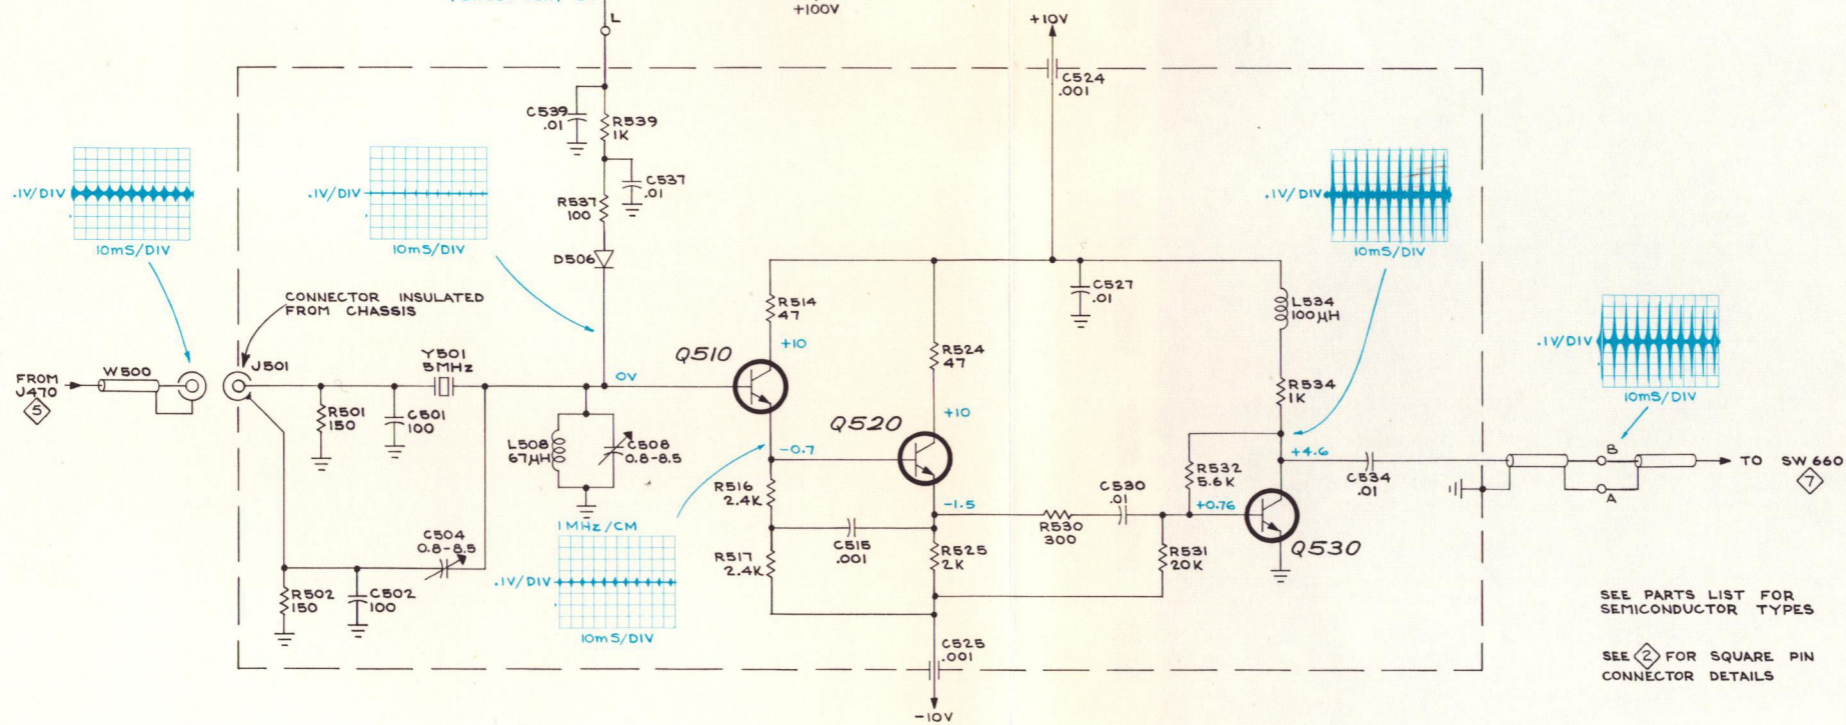 L
+100V
+10V
C524
.001
C539
.01
R539
1K
C537
.01
R537
100
D506
.1V/DIV
10mS/DIV
.1V/DIV
10mS/DIV
.1V/DIV
10mS/DIV
.1V/DIV
10mS/DIV
CONNECTOR INSULATED
FROM CHASSIS
R514
47
+10
C527
.01
L534
100μH
FROM
J470
5
W500
J501
Y501
5MHz
0V
Q510
R524
47
+10
R534
1K
R501
150
C501
100
L508
67μH
C508
0.8-8.5
-0.7
Q520
+4.6
R532
5.6K
C534
.01
B
A
TO SW660
7
R516
2.4K
-1.5
C530
.01
R530
300
+0.76
Q530
1MHz/CM
.1V/DIV
10mS/DIV
C504
0.8-8.5
R517
2.4K
C515
.001
R525
2K
R531
20K
R502
150
C502
100
C525
.001
-10V
SEE PARTS LIST FOR
SEMICONDUCTOR TYPES
SEE 2 FOR SQUARE PIN
CONNECTOR DETAILS